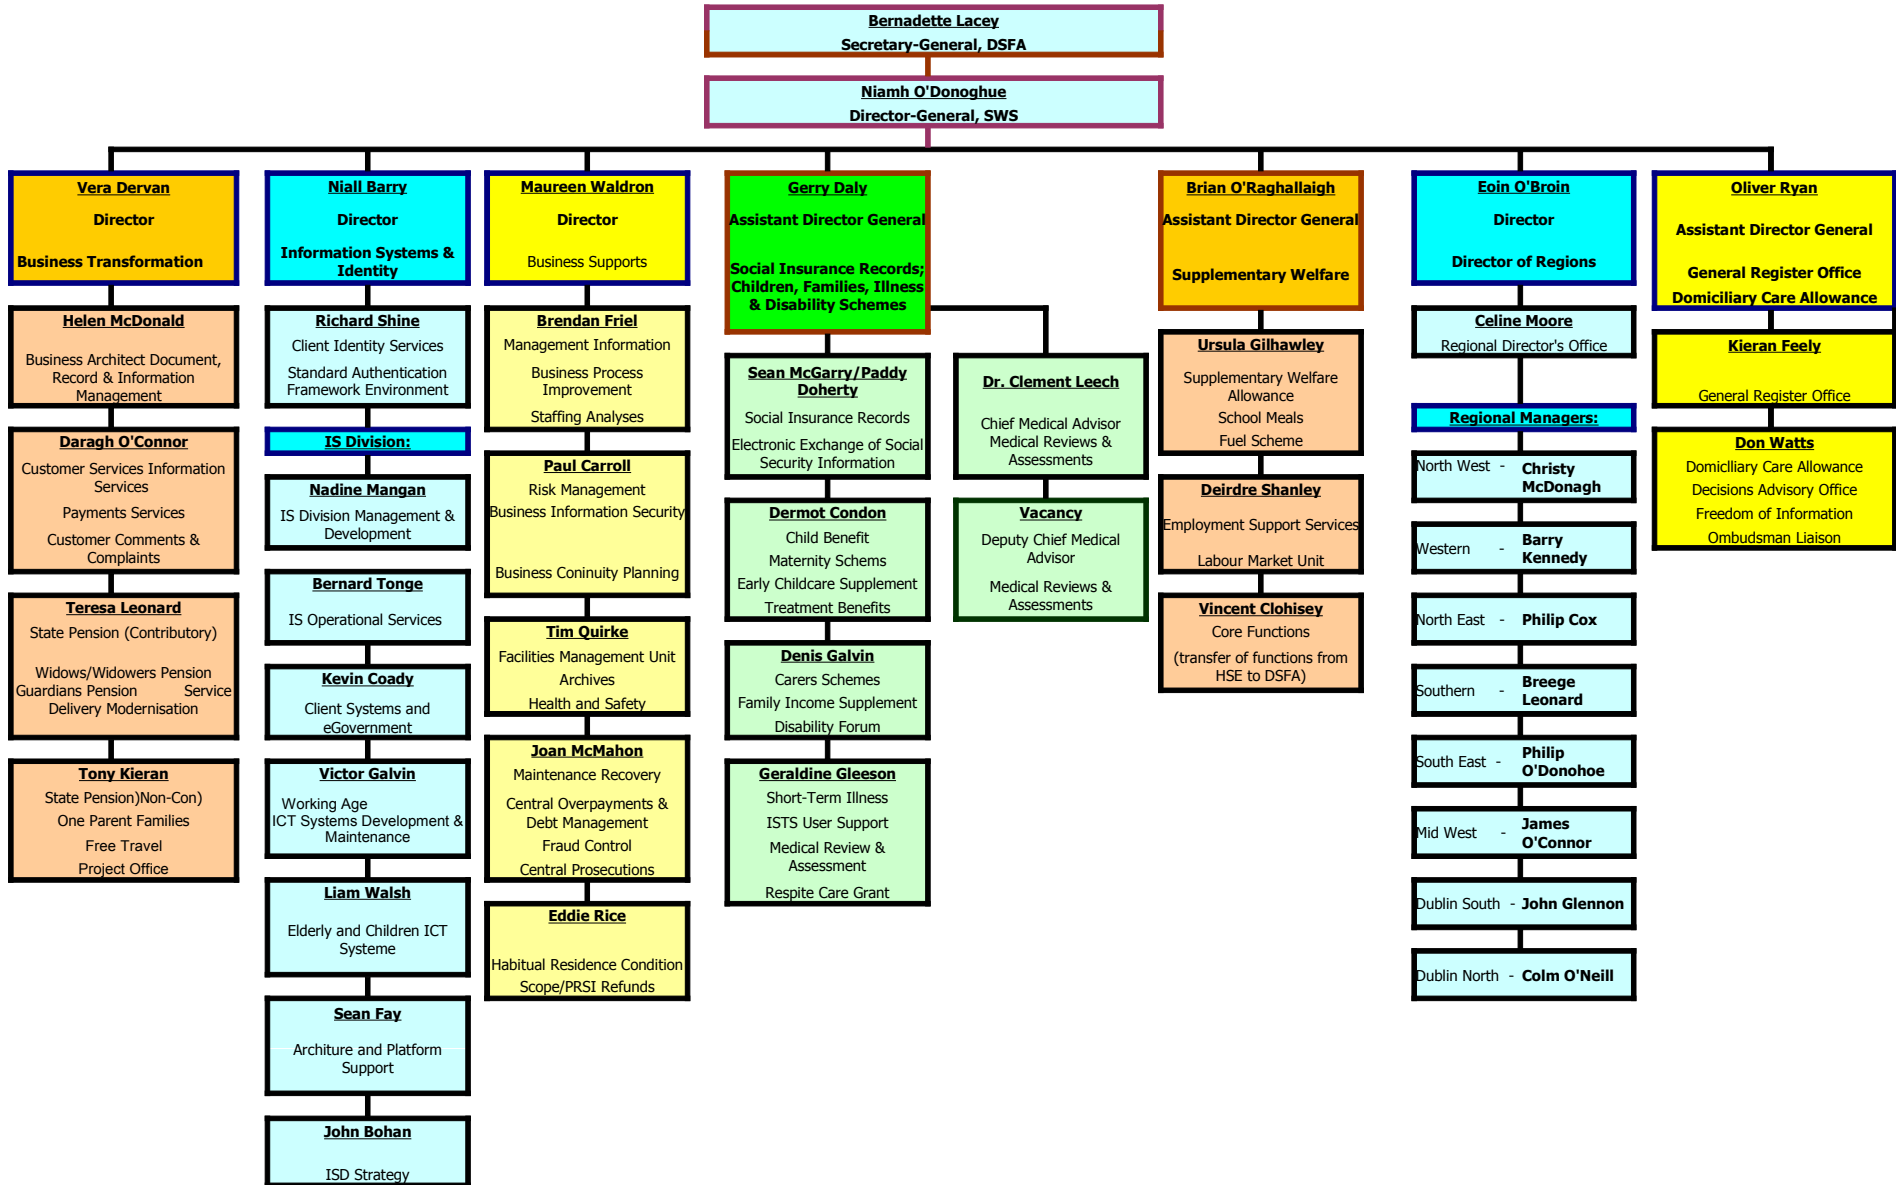 Bernadette Lacey
Secretary-General, DSFA
Niamh O'Donoghue
Director-General, SWS
Vera Dervan
Director
Business Transformation
Helen McDonald
Business Architect Document,
Record & Information
Management
Daragh O'Connor
Customer Services Information
Services
Payments Services
Customer Comments &
Complaints
Teresa Leonard
State Pension (Contributory)
Widows/Widowers Pension
Guardians Pension Service
Delivery Modernisation
Tony Kieran
State Pension)Non-Con)
One Parent Families
Free Travel
Project Office
Niall Barry
Director
Information Systems &
Identity
Richard Shine
Client Identity Services
Standard Authentication
Framework Environment
IS Division:
Nadine Mangan
IS Division Management &
Development
Bernard Tonge
IS Operational Services
Kevin Coady
Client Systems and
eGovernment
Victor Galvin
Working Age
ICT Systems Development &
Maintenance
Liam Walsh
Elderly and Children ICT
Systeme
Sean Fay
Architure and Platform
Support
John Bohan
ISD Strategy
Maureen Waldron
Director
Business Supports
Brendan Friel
Management Information
Business Process
Improvement
Staffing Analyses
Paul Carroll
Risk Management
Business Information Security
Business Coninuity Planning
Tim Quirke
Facilities Management Unit
Archives
Health and Safety
Joan McMahon
Maintenance Recovery
Central Overpayments &
Debt Management
Fraud Control
Central Prosecutions
Eddie Rice
Habitual Residence Condition
Scope/PRSI Refunds
Gerry Daly
Assistant Director General
Social Insurance Records;
Children, Families, Illness
& Disability Schemes
Sean McGarry/Paddy
Doherty
Social Insurance Records
Electronic Exchange of Social
Security Information
Dermot Condon
Child Benefit
Maternity Schems
Early Childcare Supplement
Treatment Benefits
Denis Galvin
Carers Schemes
Family Income Supplement
Disability Forum
Geraldine Gleeson
Short-Term Illness
ISTS User Support
Medical Review &
Assessment
Respite Care Grant
Dr. Clement Leech
Chief Medical Advisor
Medical Reviews &
Assessments
Vacancy
Deputy Chief Medical
Advisor
Medical Reviews &
Assessments
Brian O'Raghallaigh
Assistant Director General
Supplementary Welfare
Ursula Gilhawley
Supplementary Welfare
Allowance
School Meals
Fuel Scheme
Deirdre Shanley
Employment Support Services
Labour Market Unit
Vincent Clohisey
Core Functions
(transfer of functions from
HSE to DSFA)
Eoin O'Broin
Director
Director of Regions
Celine Moore
Regional Director's Office
Regional Managers:
North West - Christy
McDonagh
Western - Barry
Kennedy
North East - Philip Cox
Southern - Breege
Leonard
South East - Philip
O'Donohoe
Mid West - James
O'Connor
Dublin South - John Glennon
Dublin North - Colm O'Neill
Oliver Ryan
Assistant Director General
General Register Office
Domiciliary Care Allowance
Kieran Feely
General Register Office
Don Watts
Domicliiary Care Allowance
Decisions Advisory Office
Freedom of Information
Ombudsman Liaison